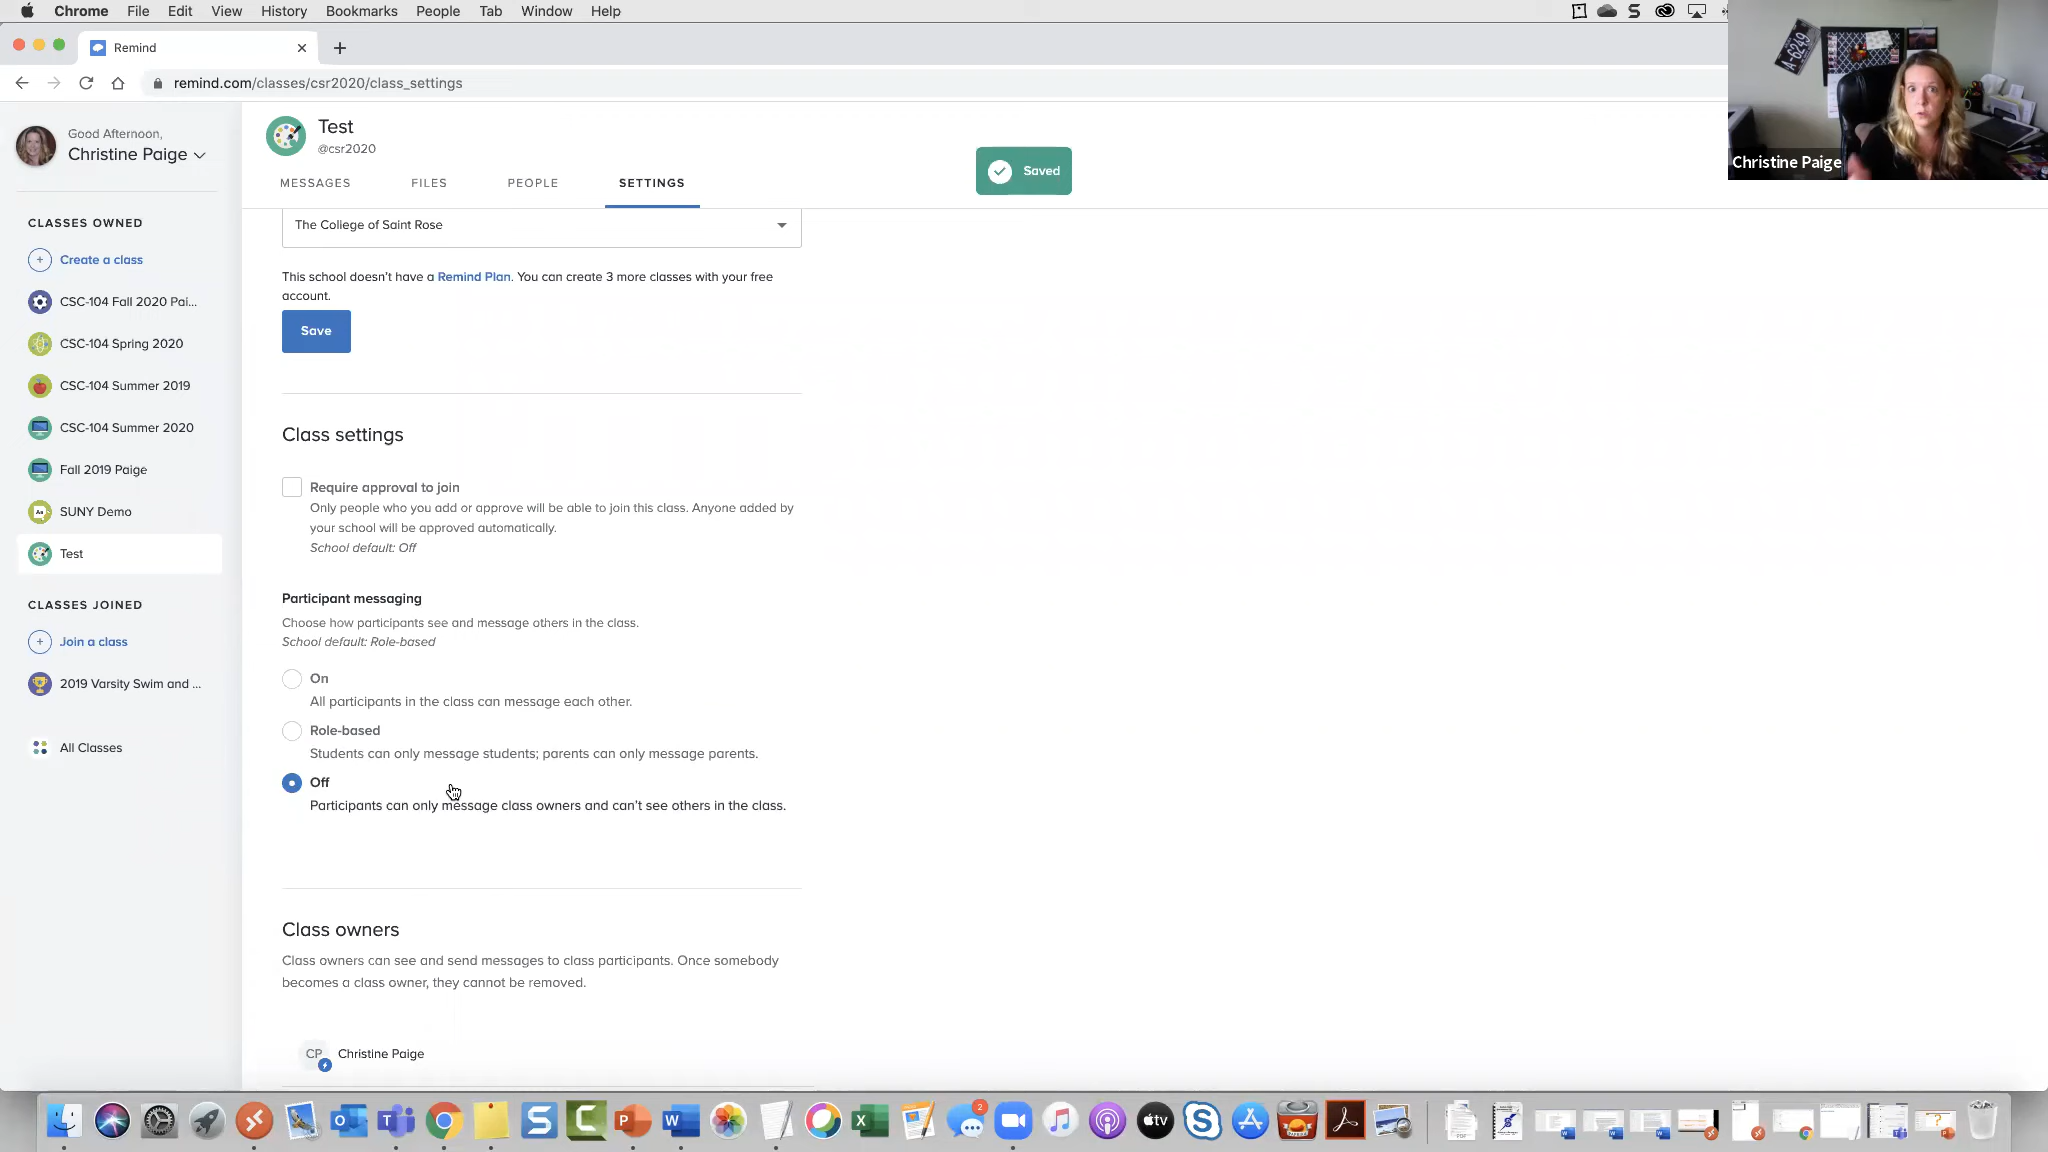 Chrome File Edit View History Bookmarks People Tab Window Help
Remind
remind.com/classes/csr2020/class_settings
A-6249
Christine Paige
Good Afternoon,
Christine Paige
CLASSES OWNED
Create a class
CSC-104 Fall 2020 Pai...
CSC-104 Spring 2020
CSC-104 Summer 2019
CSC-104 Summer 2020
Fall 2019 Paige
SUNY Demo
Test
CLASSES JOINED
Join a class
2019 Varsity Swim and ...
All Classes
Test
@csr2020
MESSAGES FILES PEOPLE SETTINGS
Saved
The College of Saint Rose
This school doesn't have a Remind Plan. You can create 3 more classes with your free
account.
Save
Class settings
Require approval to join
Only people who you add or approve will be able to join this class. Anyone added by
your school will be approved automatically.
School default: Off
Participant messaging
Choose how participants see and message others in the class.
School default: Role-based
On
All participants in the class can message each other.
Role-based
Students can only message students; parents can only message parents.
Off
Participants can only message class owners and can't see others in the class.
Class owners
Class owners can see and send messages to class participants. Once somebody
becomes a class owner, they cannot be removed.
CP
Christine Paige
2
tv